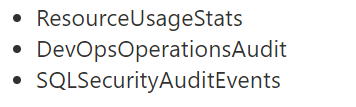 • ResourceUsageStats
• DevOpsOperationsAudit
• SQLSecurityAuditEvents